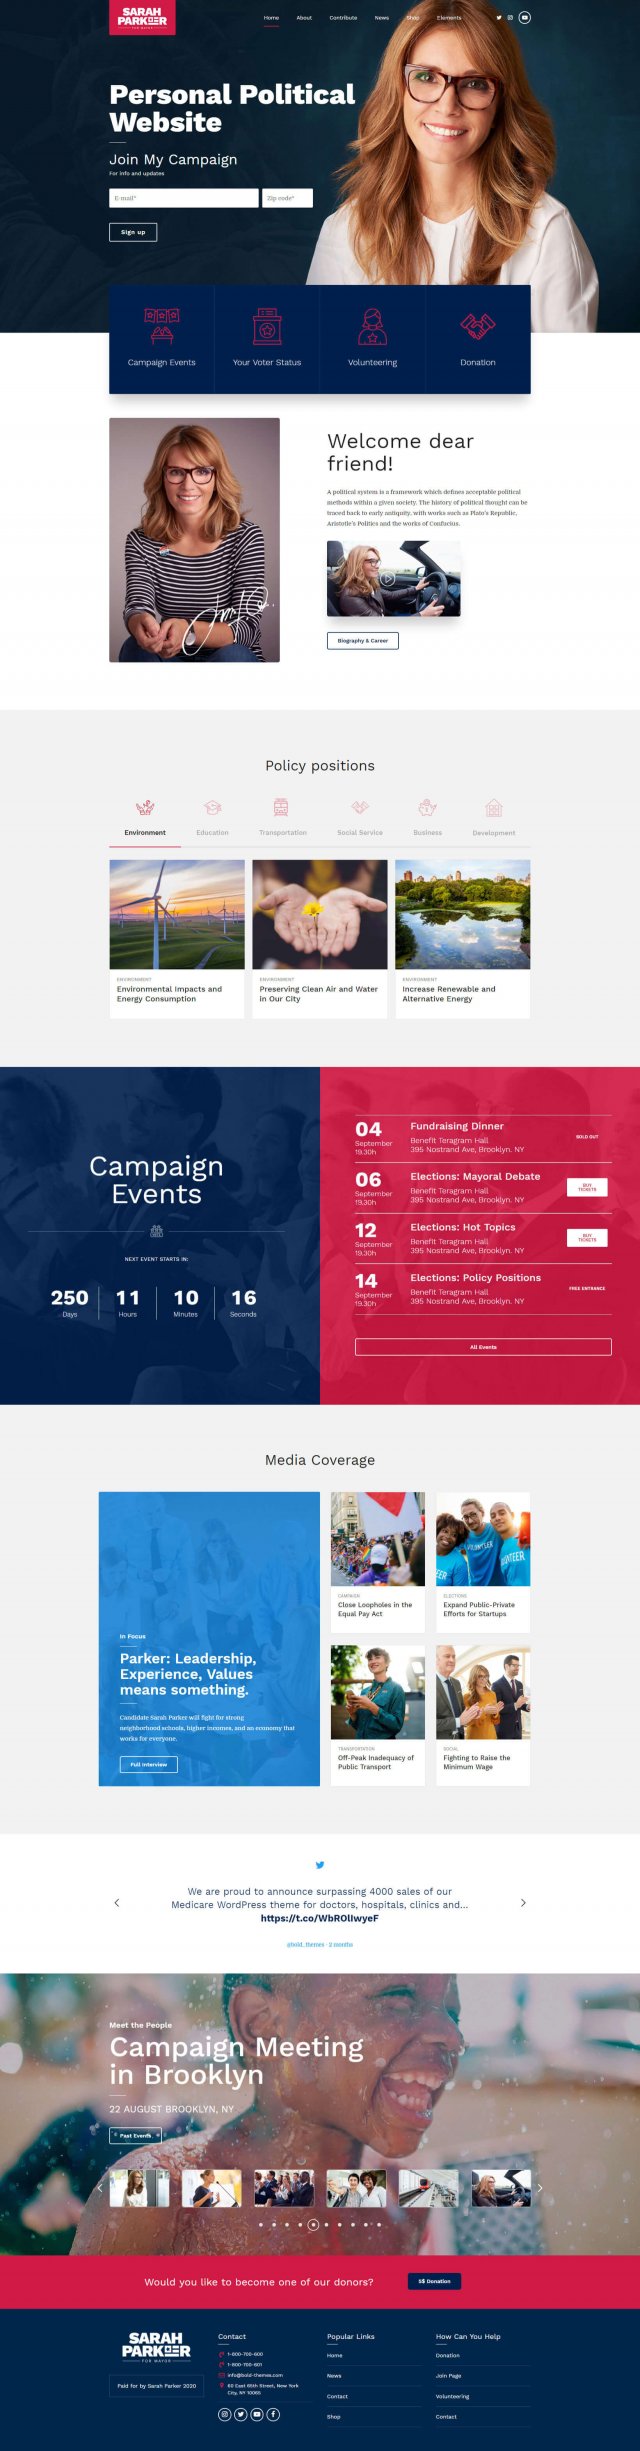 SARAH
PARKER
FOR MAYOR
Home About Contribute News Shop Elements
Personal Political
Website
Join My Campaign
For info and updates
E-mail* Zip code*
Sign up
Campaign Events Your Voter Status Volunteering Donation
Welcome dear
friend!
A political system is a framework which defines acceptable political
methods within a given society. The history of political thought can be
traced back to early antiquity, with works such as Plato's Republic,
Aristotle's Politics and the works of Confucius.
Biography & Career
Policy positions
Environment Education Transportation Social Service Business Development
ENVIRONMENT
Environmental Impacts and
Energy Consumption
ENVIRONMENT
Preserving Clean Air and Water
in Our City
ENVIRONMENT
Increase Renewable and
Alternative Energy
Campaign
Events
NEXT EVENT STARTS IN:
250 11 10 16
Days Hours Minutes Seconds
04
September
19.30h
Fundraising Dinner
Benefit Teragram Hall
395 Nostrand Ave, Brooklyn. NY
SOLD OUT
06
September
19.30h
Elections: Mayoral Debate
Benefit Teragram Hall
395 Nostrand Ave, Brooklyn. NY
BUY
TICKETS
12
September
19.30h
Elections: Hot Topics
Benefit Teragram Hall
395 Nostrand Ave, Brooklyn. NY
BUY
TICKETS
14
September
19.30h
Elections: Policy Positions
Benefit Teragram Hall
395 Nostrand Ave, Brooklyn. NY
FREE ENTRANCE
All Events
Media Coverage
In Focus
Parker: Leadership,
Experience, Values
means something.
Candidate Sarah Parker will fight for strong
neighborhood schools, higher incomes, and an economy that
works for everyone.
Full Interview
CAMPAIGN
Close Loopholes in the
Equal Pay Act
VOLUNTEER
ELECTIONS
Expand Public-Private
Efforts for Startups
TRANSPORTATION
Off-Peak Inadequacy of
Public Transport
SOCIAL
Fighting to Raise the
Minimum Wage
We are proud to announce surpassing 4000 sales of our
Medicare WordPress theme for doctors, hospitals, clinics and...
https://t.co/WbROlIwyeF
@bold_themes - 2 months
Meet the People
Campaign Meeting
in Brooklyn
22 AUGUST BROOKLYN, NY
Past Events
Would you like to become one of our donors?
5$ Donation
SARAH
PARKER
FOR MAYOR
Paid for by Sarah Parker 2020
Contact
1-800-700-600
1-800-700-601
info@bold-themes.com
60 East 65th Street, New York
City, NY 10065
Popular Links
Home
News
Contact
Shop
How Can You Help
Donation
Join Page
Volunteering
Contact